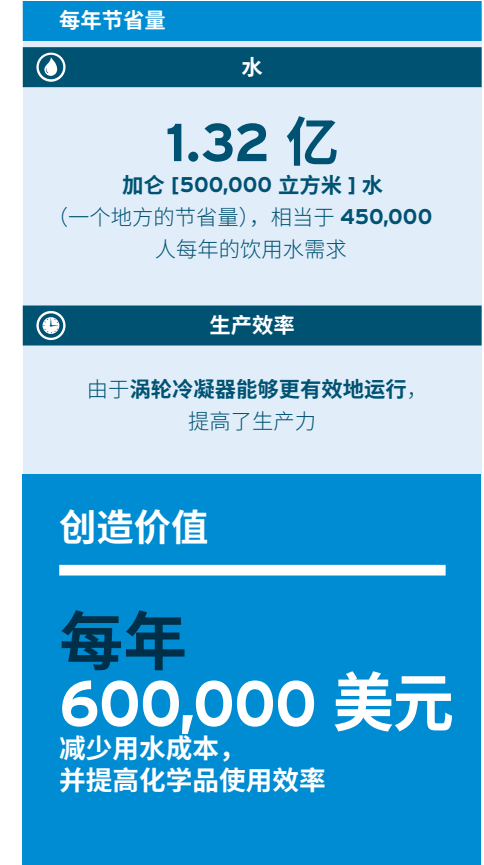 每年节省量
水
1.32 亿
加仑 [500,000 立方米 ] 水
（一个地方的节省量），相当于 450,000
人每年的饮用水需求
生产效率
由于涡轮冷凝器能够更有效地运行，
提高了生产力
创造价值
每年
600,000 美元
减少用水成本，
并提高化学品使用效率